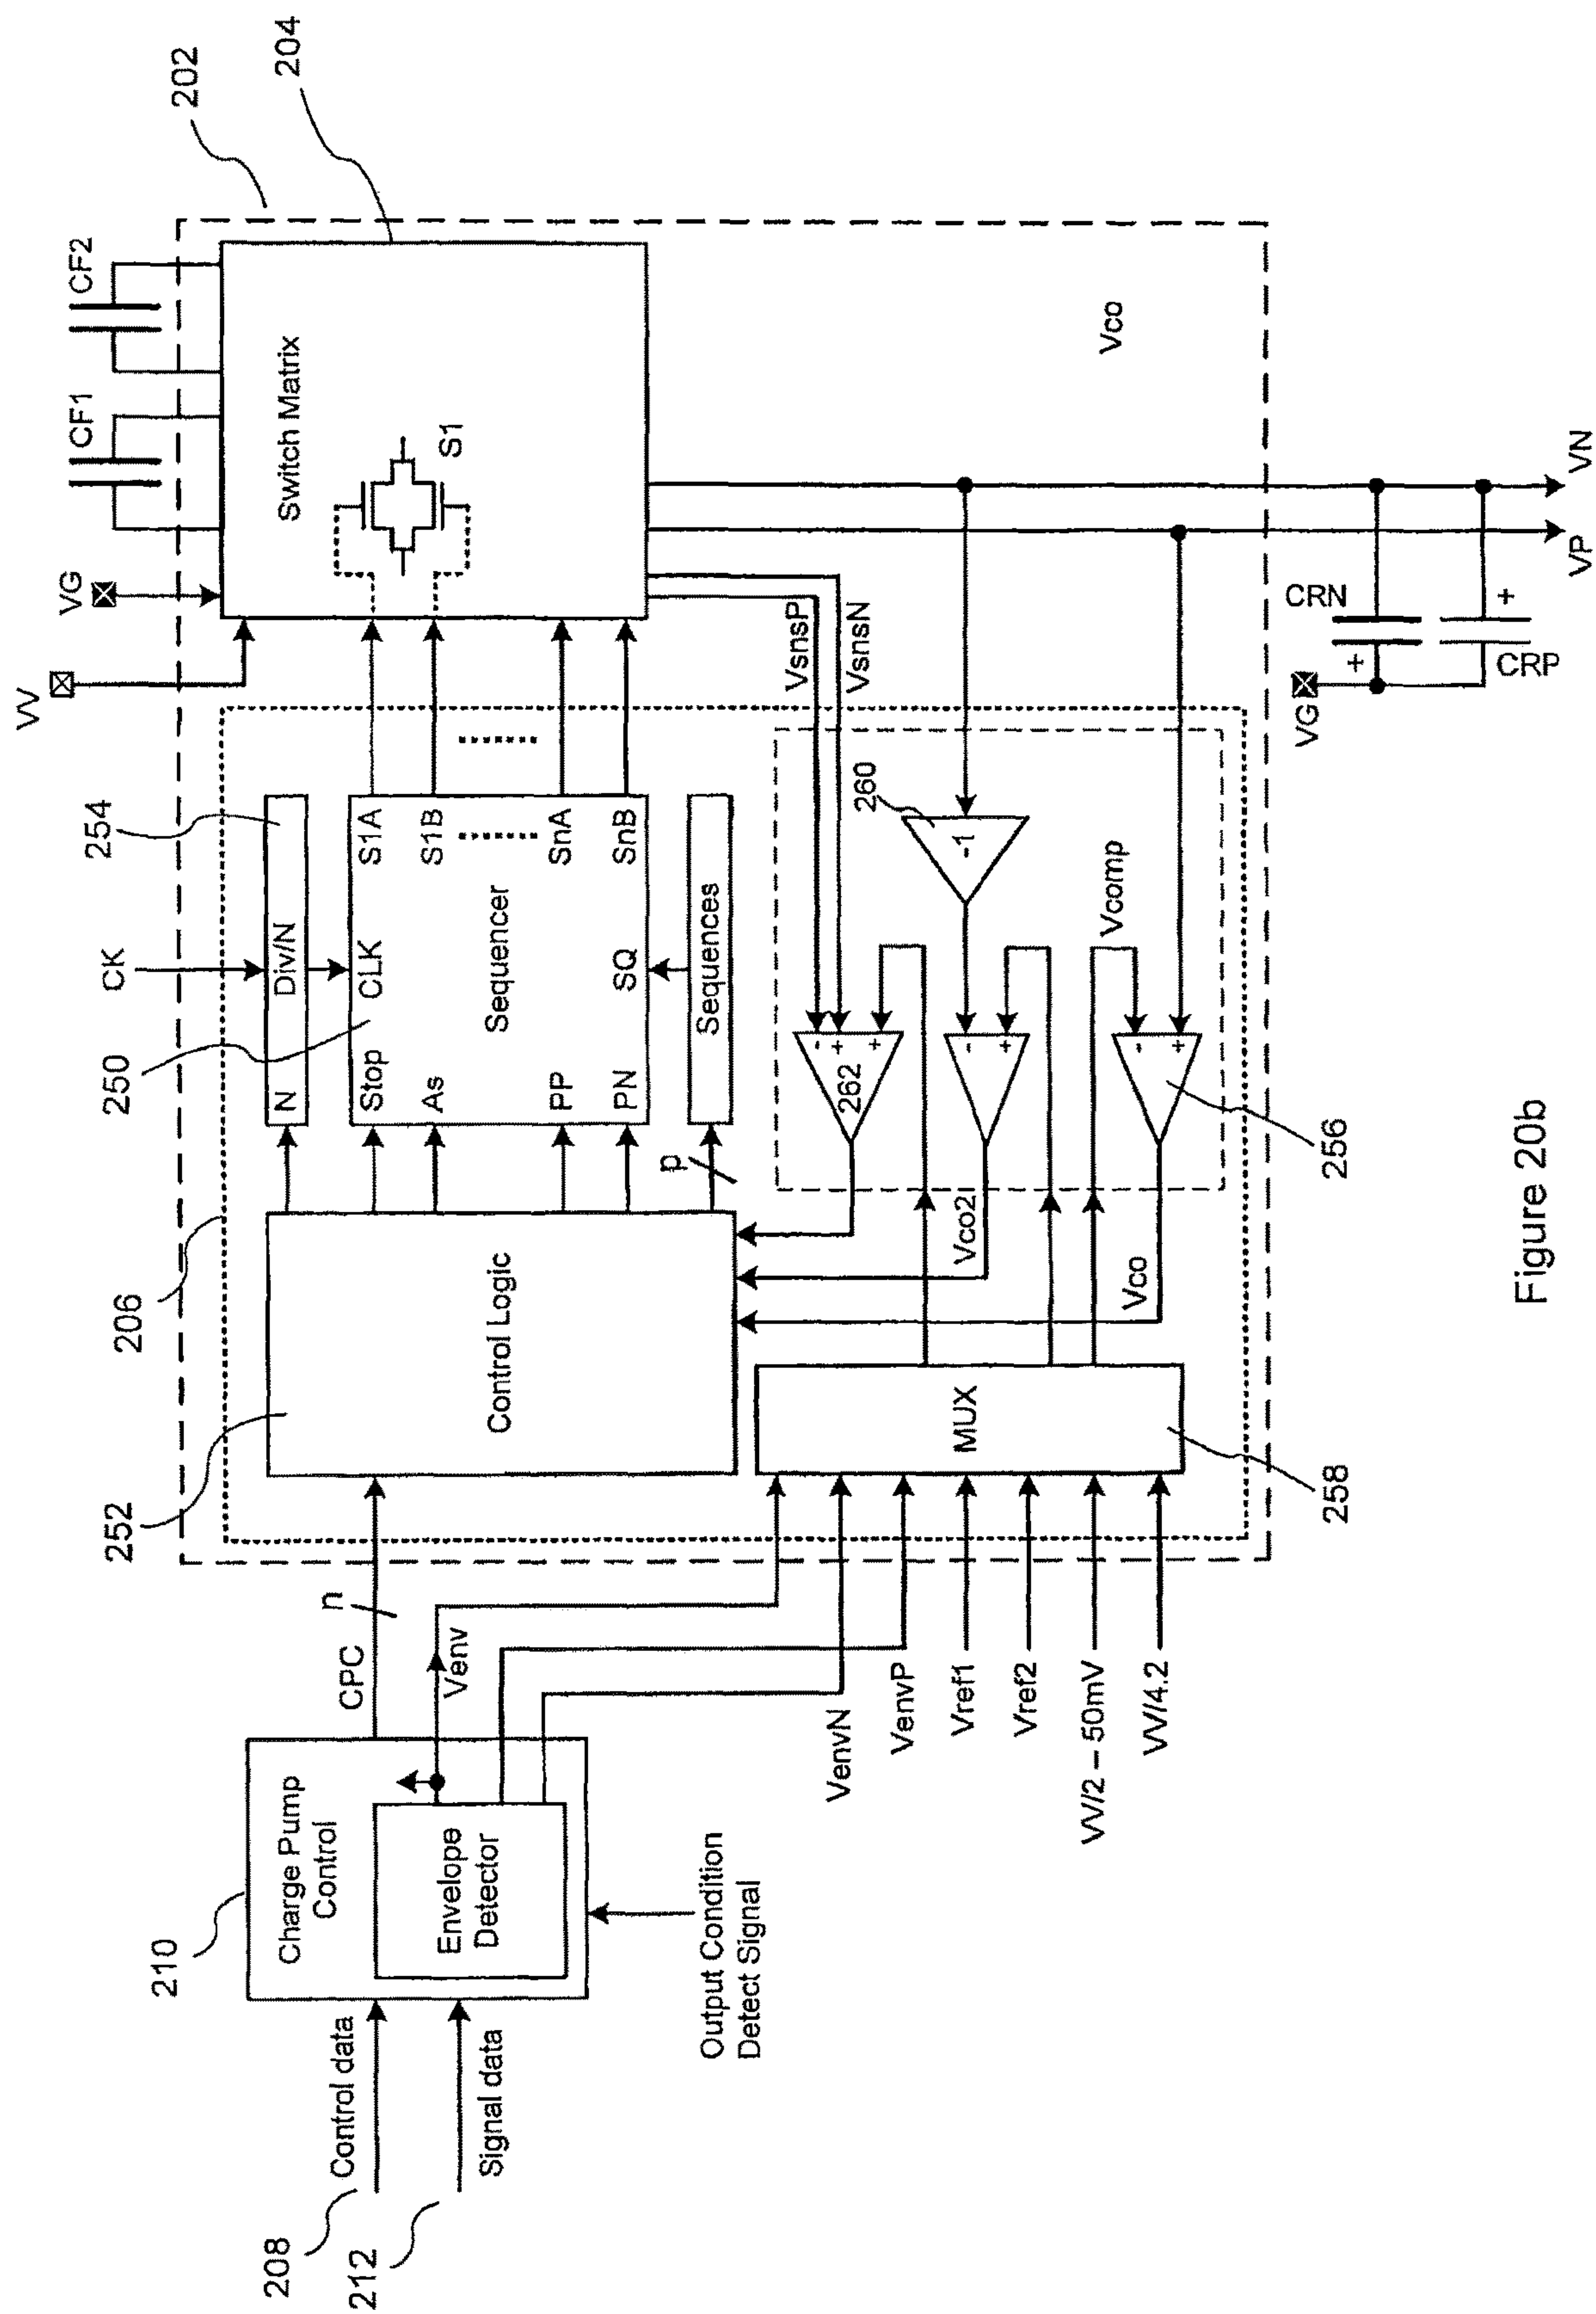 210
208
Control data
212
Signal data
Charge Pump
Control
Envelope
Detector
Output Condition
Detect Signal
CPC
n
Venv
VenvN
VenvP
Vref1
Vref2
VV/2 – 50mV
VV/4.2
252
206
Control Logic
MUX
258
p
Vco2
Vco
250
254
CK
N
Div/N
Stop
CLK
S1A
As
S1B
Sequencer
PP
SnA
PN
SQ
SnB
Sequences
262
-
+
+
-
+
-
+
260
-1
Vcomp
256
VsnsP
VsnsN
VV
VG
CF1
CF2
202
204
Switch Matrix
S1
Vco
VG
CRN
+
CRP
+
VP
VN
Figure 20b